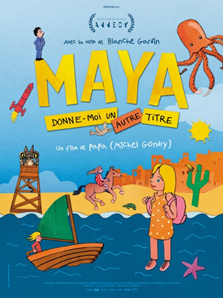 ANNECY
Avec la voix de Blanche Gardin
MAYA
DONNE-MOI UN
AUTRE TITRE
Un film de Papa (Michel Gondry)